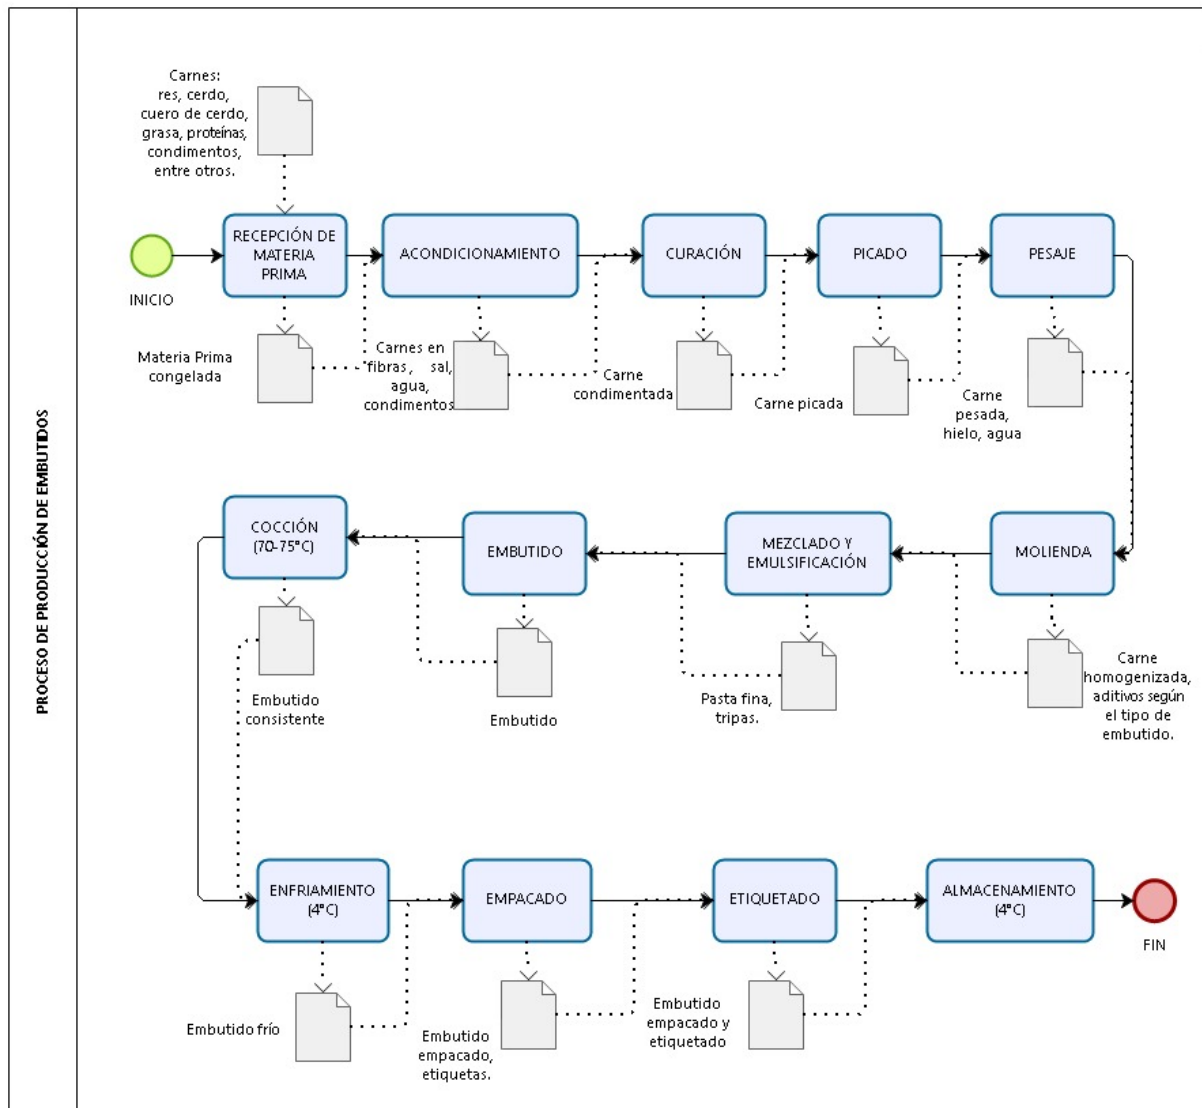 PROCESO DE PRODUCCIÓN DE EMBUTIDOS
Carnes:
res, cerdo,
cuero de cerdo,
grasa, proteínas,
condimentos,
entre otros.
INICIO
RECEPCIÓN DE
MATERIA
PRIMA
ACONDICIONAMIENTO
CURACIÓN
PICADO
PESAJE
Materia Prima
congelada
Carnes en
fibras, sal,
agua,
condimentos
Carne
condimentada
Carne picada
Carne
pesada,
hielo, agua
COCCIÓN
(70-75°C)
EMBUTIDO
MEZCLADO Y
EMULSIFICACIÓN
MOLIENDA
Embutido
consistente
Embutido
Pasta fina,
tripas.
Carne
homogenizada,
aditivos según
el tipo de
embutido.
ENFRIAMIENTO
(4°C)
EMPACADO
ETIQUETADO
ALMACENAMIENTO
(4°C)
FIN
Embutido frío
Embutido
empacado,
etiquetas.
Embutido
empacado y
etiquetado